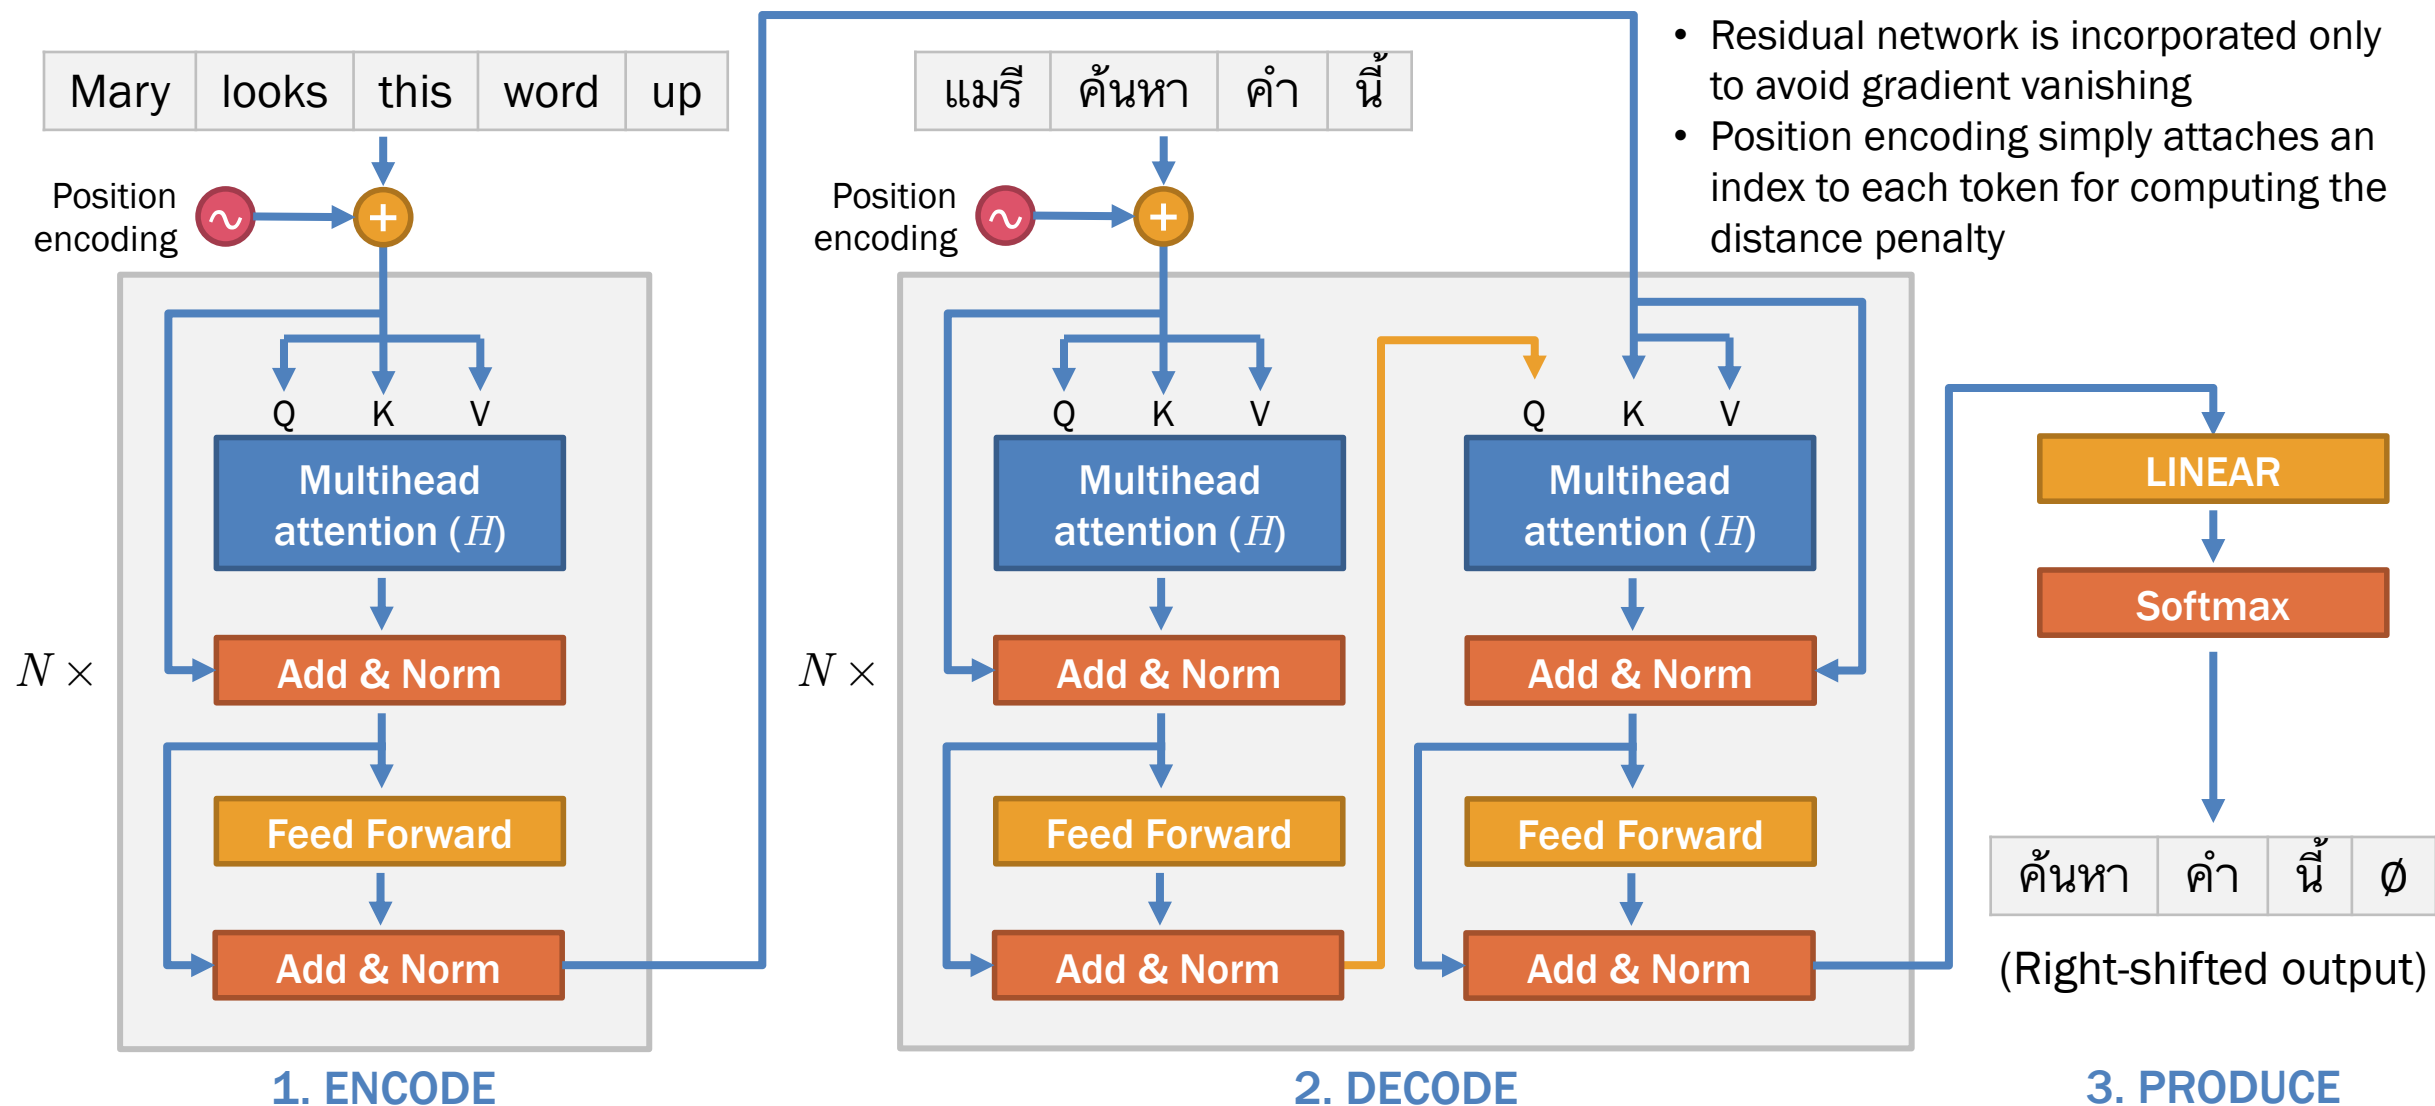 Mary looks this word up
Position
encoding
Q K V
Multihead
attention (H)
Add & Norm
N ×
Feed Forward
Add & Norm
1. ENCODE
แมรี ค้นหา คำ นี้
Position
encoding
Q K V
Multihead
attention (H)
Add & Norm
N ×
Feed Forward
Add & Norm
Q K V
Multihead
attention (H)
Add & Norm
Feed Forward
Add & Norm
2. DECODE
• Residual network is incorporated only
to avoid gradient vanishing
• Position encoding simply attaches an
index to each token for computing the
distance penalty
LINEAR
Softmax
ค้นหา คำ นี้ Ø
(Right-shifted output)
3. PRODUCE